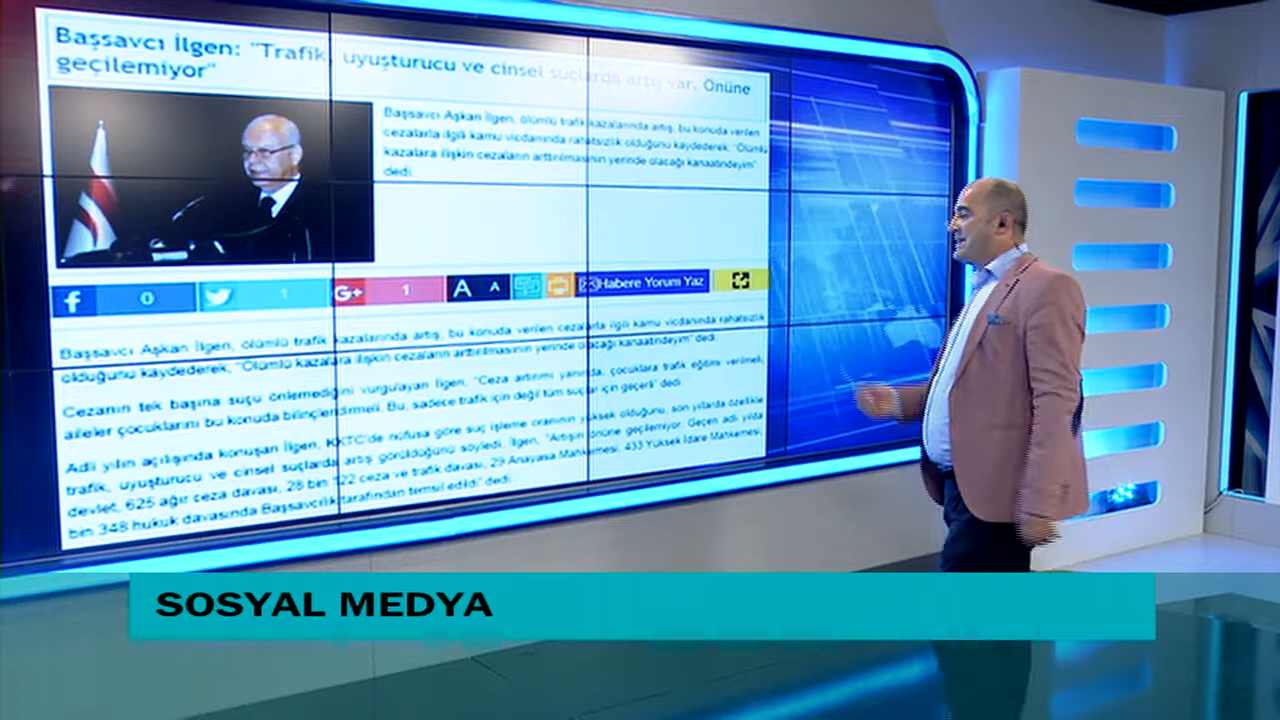 Başsavcı İlgen: "Trafik, uyuşturucu ve cinsel suçlarda artış var. Önüne
geçilemiyor"
Başsavcı Aşkan İlgen, ölümlü trafik kazalarında artış, bu konuda verilen
cezalarla ilgili kamu vicdanında rahatsızlık olduğunu kaydederek, "Ölümlü
kazalara ilişkin cezaların arttırılmasının yerinde olacağı kanaatindeyim"
dedi.
f 0 1 G+ 1 A A Habere Yorum Yaz
Başsavcı Aşkan İlgen, ölümlü trafik kazalarında artış, bu konuda verilen cezalarla ilgili kamu vicdanında rahatsızlık
olduğunu kaydederek, "Ölümlü kazalara ilişkin cezaların arttırılmasının yerinde olacağı kanaatindeyim" dedi.
Cezanın tek başına suçu önlemediğini vurgulayan İlgen, "Ceza artırımı yanında, çocuklara trafik eğitimi verilmeli,
aileler çocuklarını bu konuda bilinçlendirmeli. Bu, sadece trafik için değil tüm suçlar için geçerli" dedi.
Adli yılın açılışında konuşan İlgen, KKTC'de nüfusa göre suç işleme oranının yüksek olduğunu, son yıllarda özellikle
trafik, uyuşturucu ve cinsel suçlarda artış görüldüğünü söyledi. İlgen, "Artışın önüne geçilemiyor. Geçen adli yılda
devlet, 625 ağır ceza davası, 28 bin 122 ceza ve trafik davası, 29 Anayasa Mahkemesi, 433 Yüksek İdare Mahkemesi,
bin 348 hukuk davasında Başsavcılık tarafından temsil edildi" dedi.
SOSYAL MEDYA